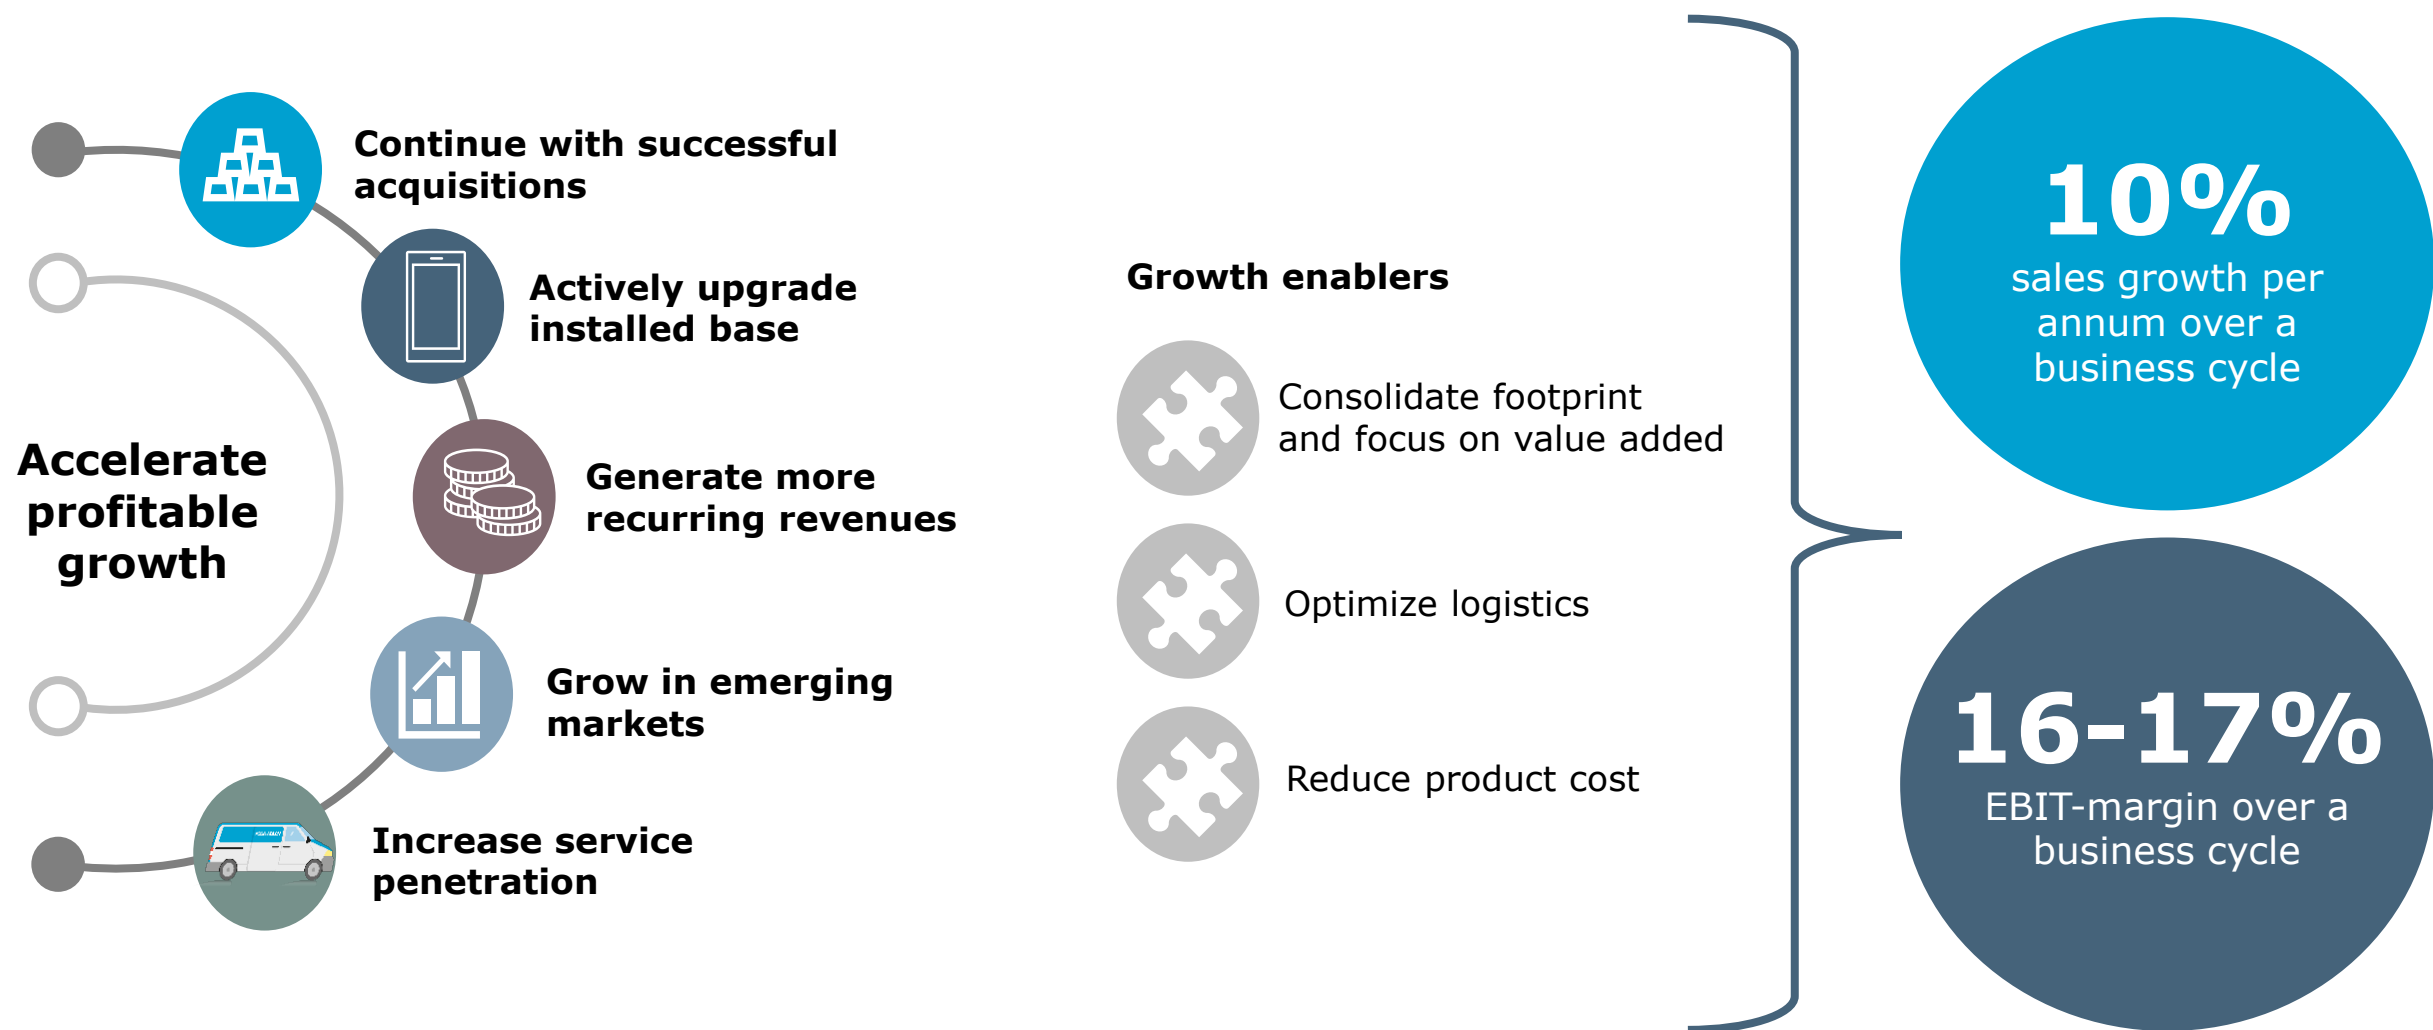 Continue with successful
acquisitions
Actively upgrade
installed base
Accelerate
profitable
growth
Generate more
recurring revenues
Grow in emerging
markets
Increase service
penetration
Growth enablers
Consolidate footprint
and focus on value added
Optimize logistics
Reduce product cost
10%
sales growth per
annum over a
business cycle
16-17%
EBIT-margin over a
business cycle